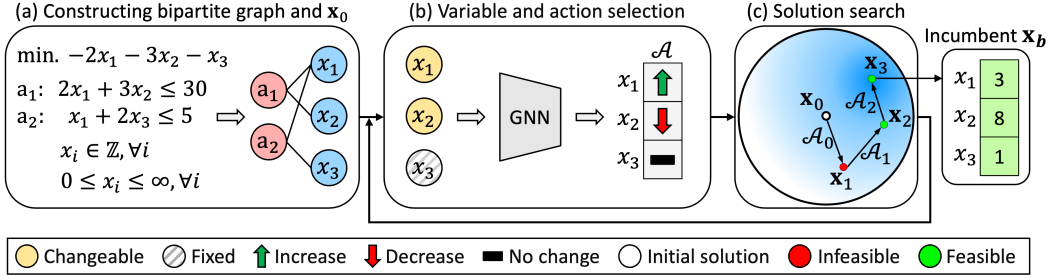 (a) Constructing bipartite graph and x₀
min. −2x₁ − 3x₂ − x₃
a₁: 2x₁ + 3x₂ ≤ 30
a₂: x₁ + 2x₃ ≤ 5
xᵢ ∈ ℤ, ∀i
0 ≤ xᵢ ≤ ∞, ∀i
a₁
a₂
x₁
x₂
x₃
(b) Variable and action selection
x₁
x₂
x₃
GNN
𝒜
x₁
x₂
x₃
(c) Solution search
x₃
x₀
𝒜₂
x₂
𝒜₀
𝒜₁
x₁
Incumbent x_b
x₁ 3
x₂ 8
x₃ 1
Changeable Fixed Increase Decrease No change Initial solution Infeasible Feasible